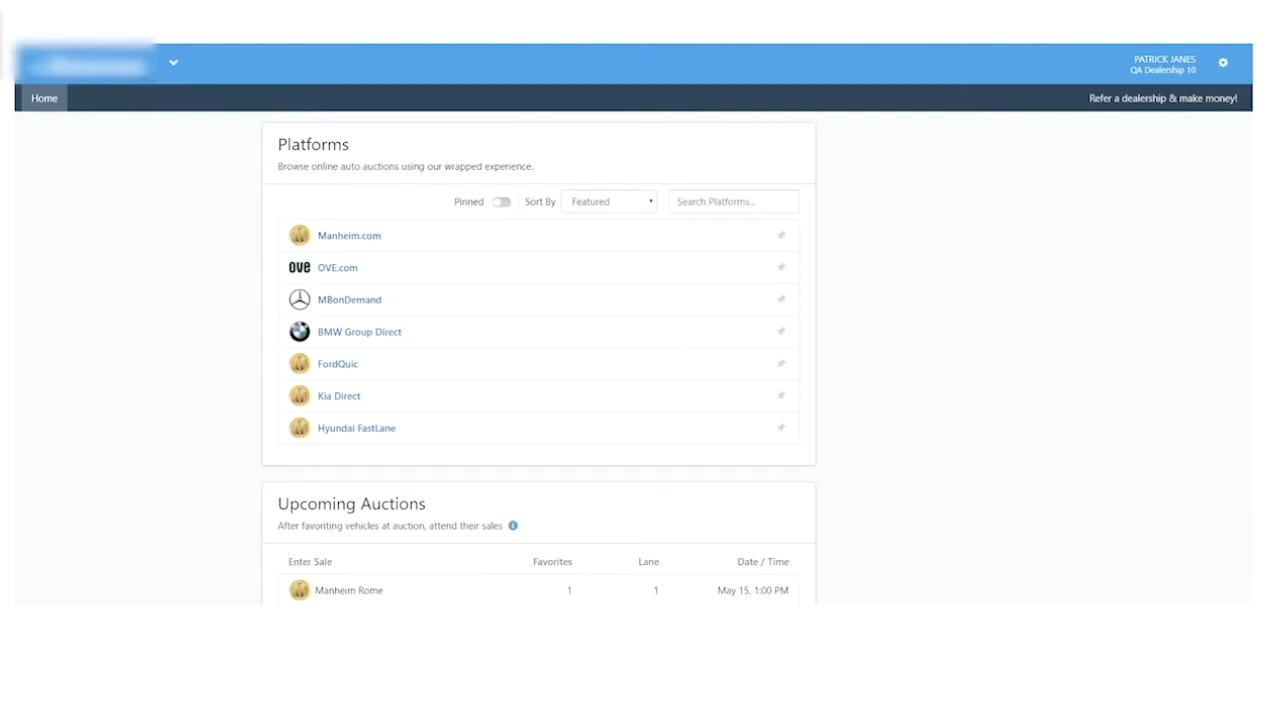 PATRICK JANES
QA Dealership 10
Home
Refer a dealership & make money!
Platforms
Browse online auto auctions using our wrapped experience.
Pinned Sort By Featured Search Platforms...
Manheim.com
OVE OVE.com
MBonDemand
BMW Group Direct
FordQuic
Kia Direct
Hyundai FastLane
Upcoming Auctions
After favoriting vehicles at auction, attend their sales
Enter Sale Favorites Lane Date / Time
Manheim Rome 1 1 May 15, 1:00 PM